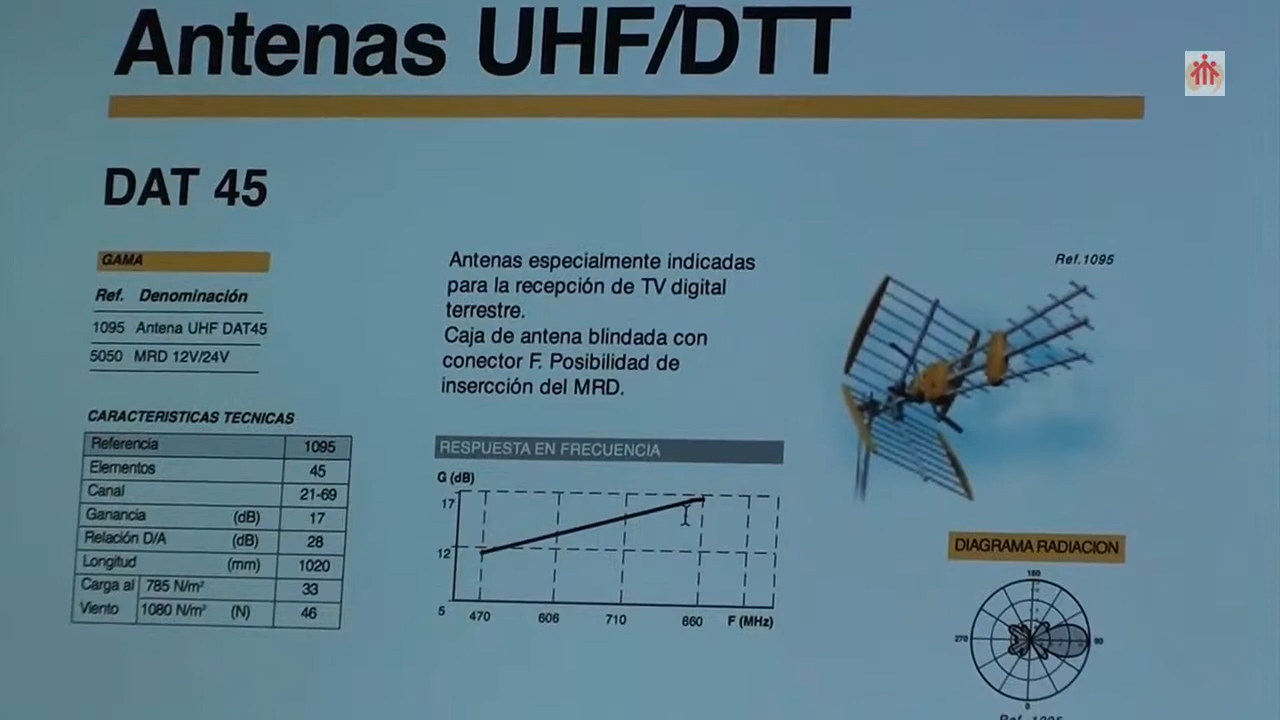 Antenas UHF/DTT
DAT 45
GAMA
Ref. Denominación
1095 Antena UHF DAT45
5050 MRD 12V/24V
CARACTERISTICAS TECNICAS
Referencia 1095
Elementos 45
Canal 21-69
Ganancia (dB) 17
Relación D/A (dB) 28
Longitud (mm) 1020
Carga al Viento 785 N/m² 33
1080 N/m² (N) 46
Antenas especialmente indicadas
para la recepción de TV digital
terrestre.
Caja de antena blindada con
conector F. Posibilidad de
insercción del MRD.
RESPUESTA EN FRECUENCIA
G (dB)
17
12
5
470 606 710 860 F (MHz)
Ref.1095
DIAGRAMA RADIACION
180
270
90
0
Ref. 1095